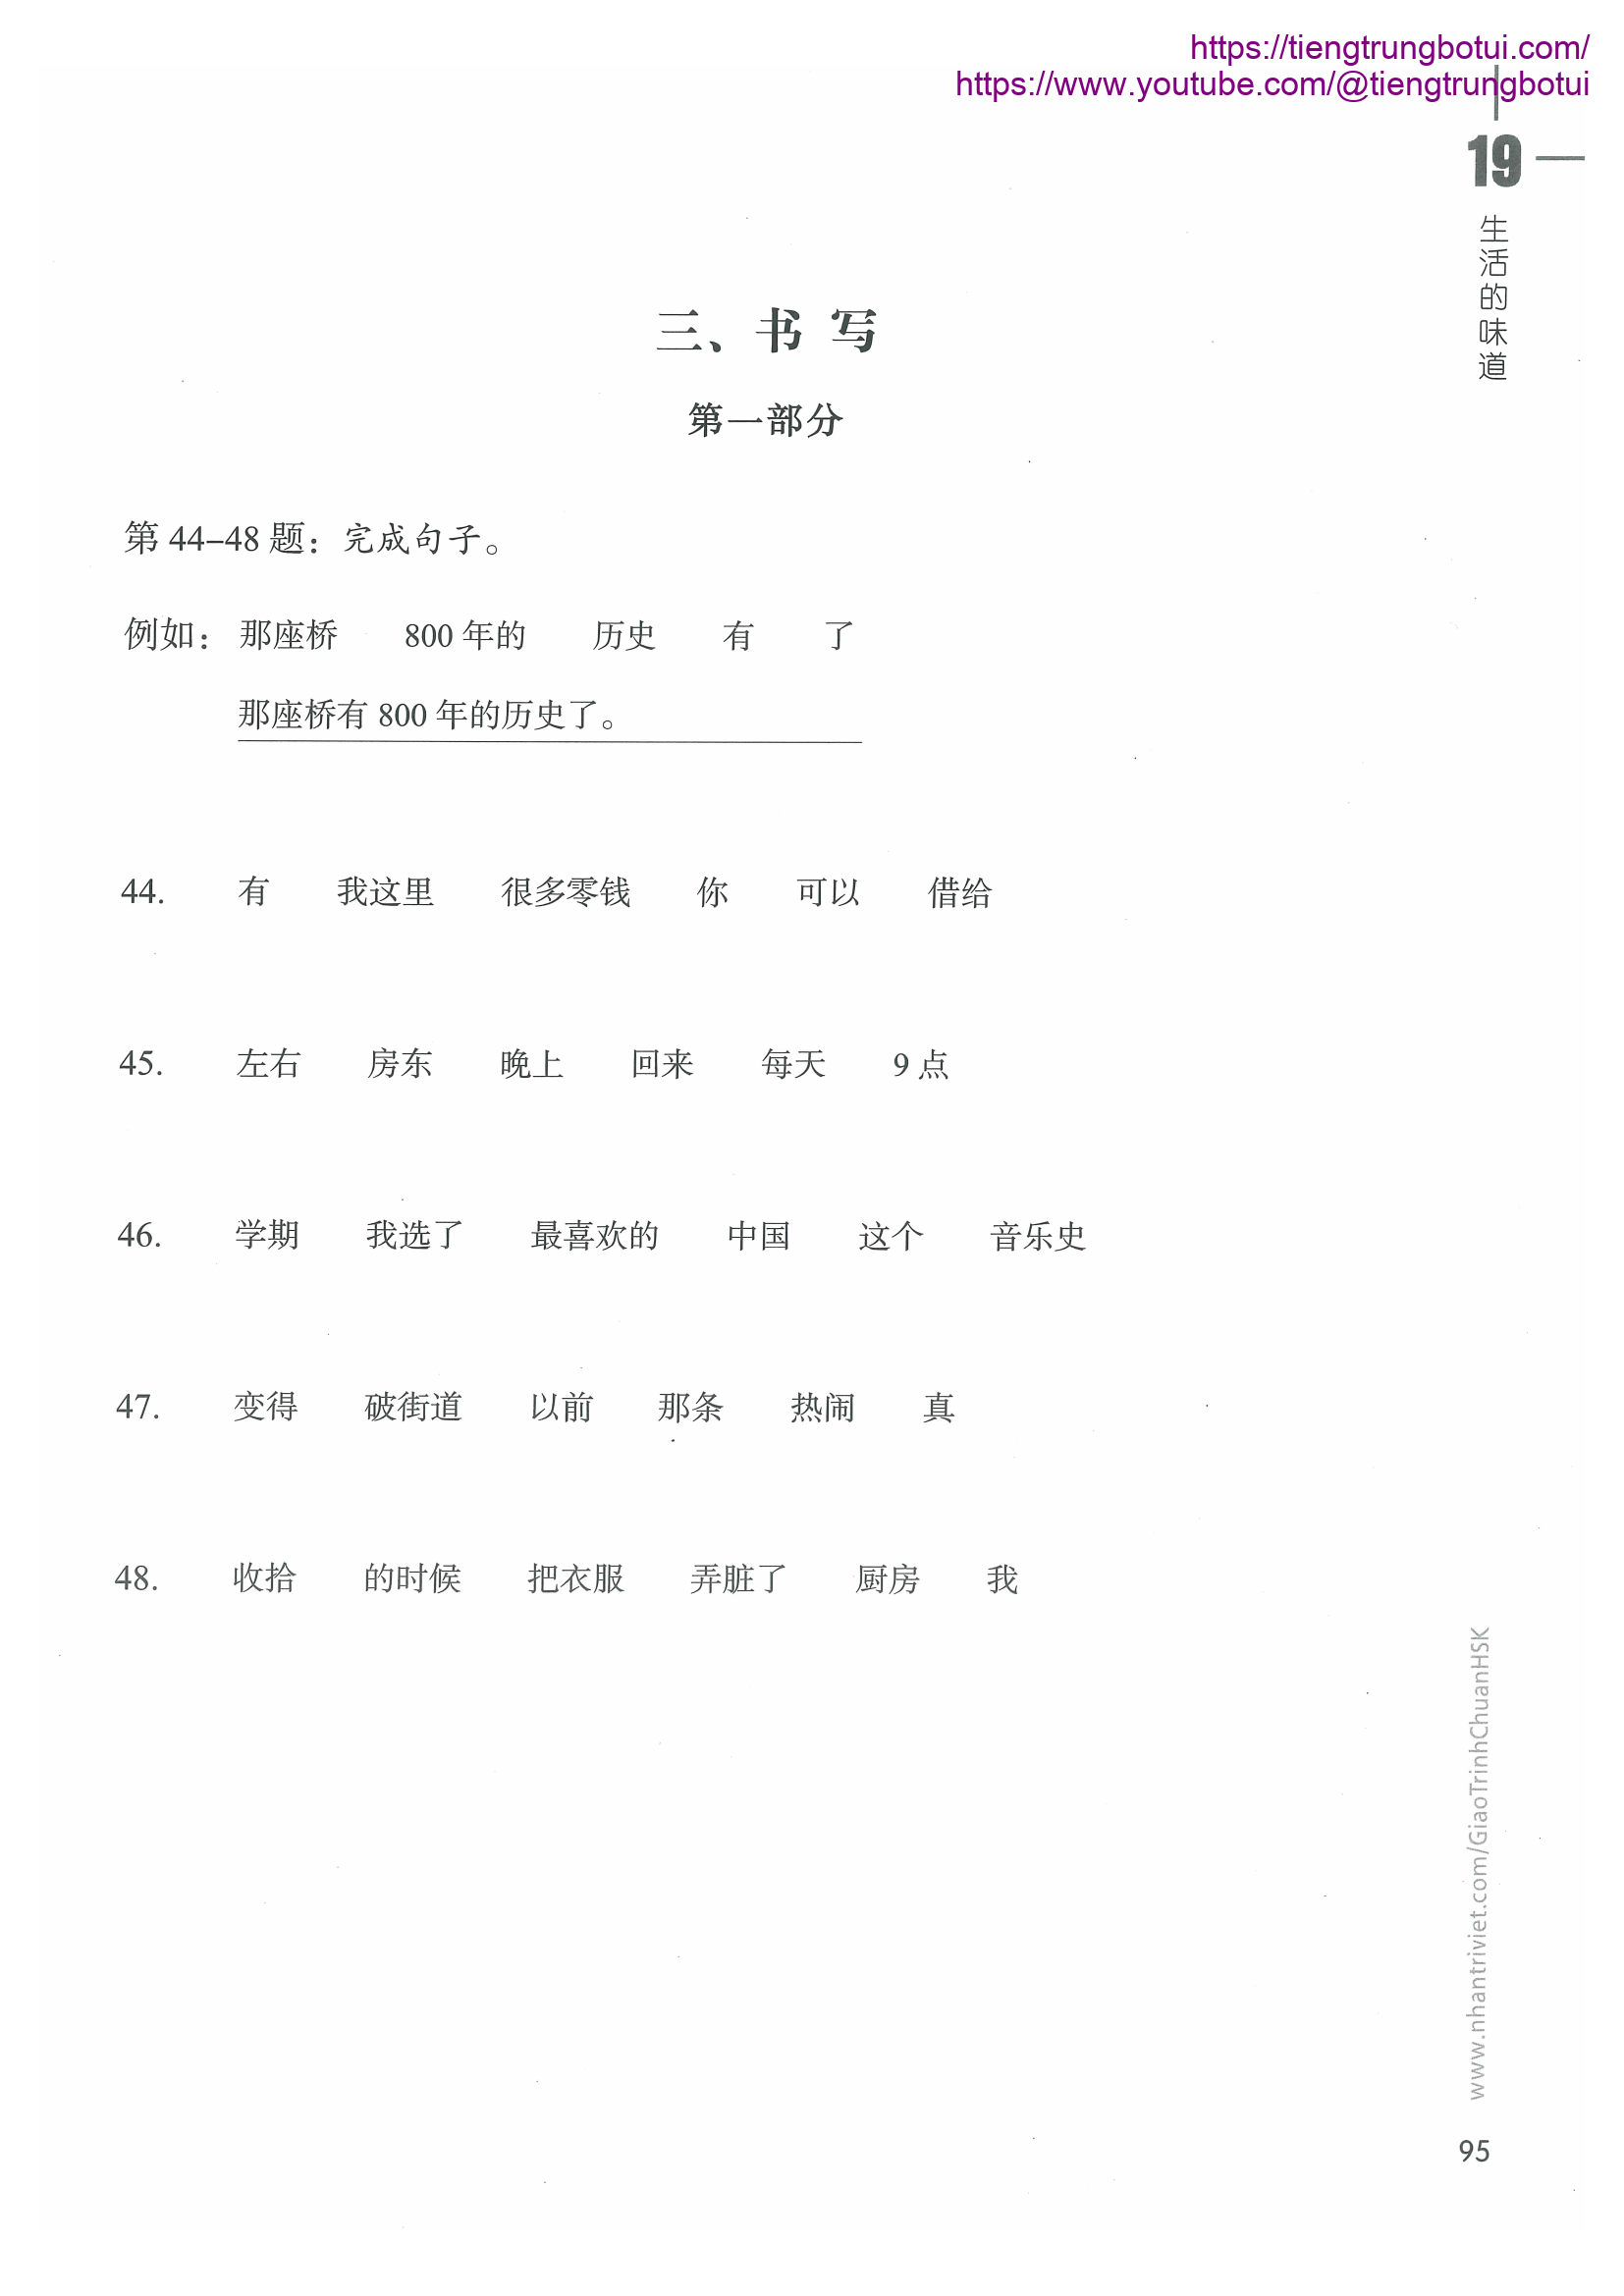 https://tiengtrungbotui.com/
https://www.youtube.com/@tiengtrungbotui
19
生活的味道
三、书 写
第一部分
第 44–48 题：完成句子。
例如： 那座桥 800 年的 历史 有 了
那座桥有 800 年的历史了。
44. 有 我这里 很多零钱 你 可以 借给
45. 左右 房东 晚上 回来 每天 9 点
46. 学期 我选了 最喜欢的 中国 这个 音乐史
47. 变得 破街道 以前 那条 热闹 真
48. 收拾 的时候 把衣服 弄脏了 厨房 我
www.nhantriviet.com/GiaoTrinhChuanHSK
95